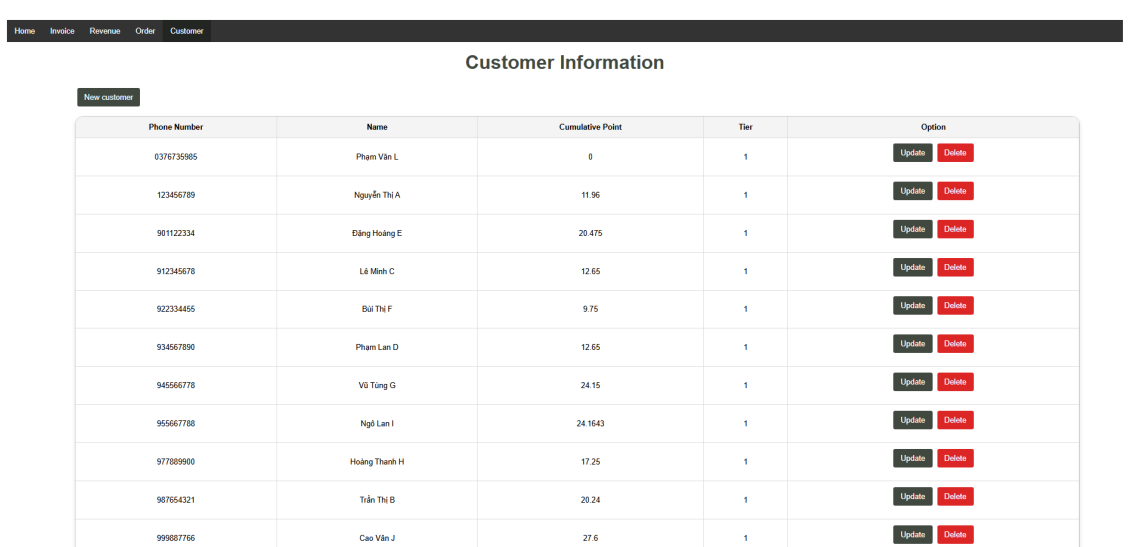 Home Invoice Revenue Order Customer
Customer Information
New customer
Phone Number Name Cumulative Point Tier Option
0376735985 Phạm Văn L 0 1 Update Delete
123456789 Nguyễn Thị A 11.96 1 Update Delete
901122334 Đặng Hoàng E 20.475 1 Update Delete
912345678 Lê Minh C 12.65 1 Update Delete
922334455 Bùi Thị F 9.75 1 Update Delete
934567890 Phạm Lan D 12.65 1 Update Delete
945566778 Vũ Tùng G 24.15 1 Update Delete
955667788 Ngô Lan I 24.1643 1 Update Delete
977889900 Hoàng Thanh H 17.25 1 Update Delete
987654321 Trần Thị B 20.24 1 Update Delete
999887766 Cao Văn J 27.6 1 Update Delete